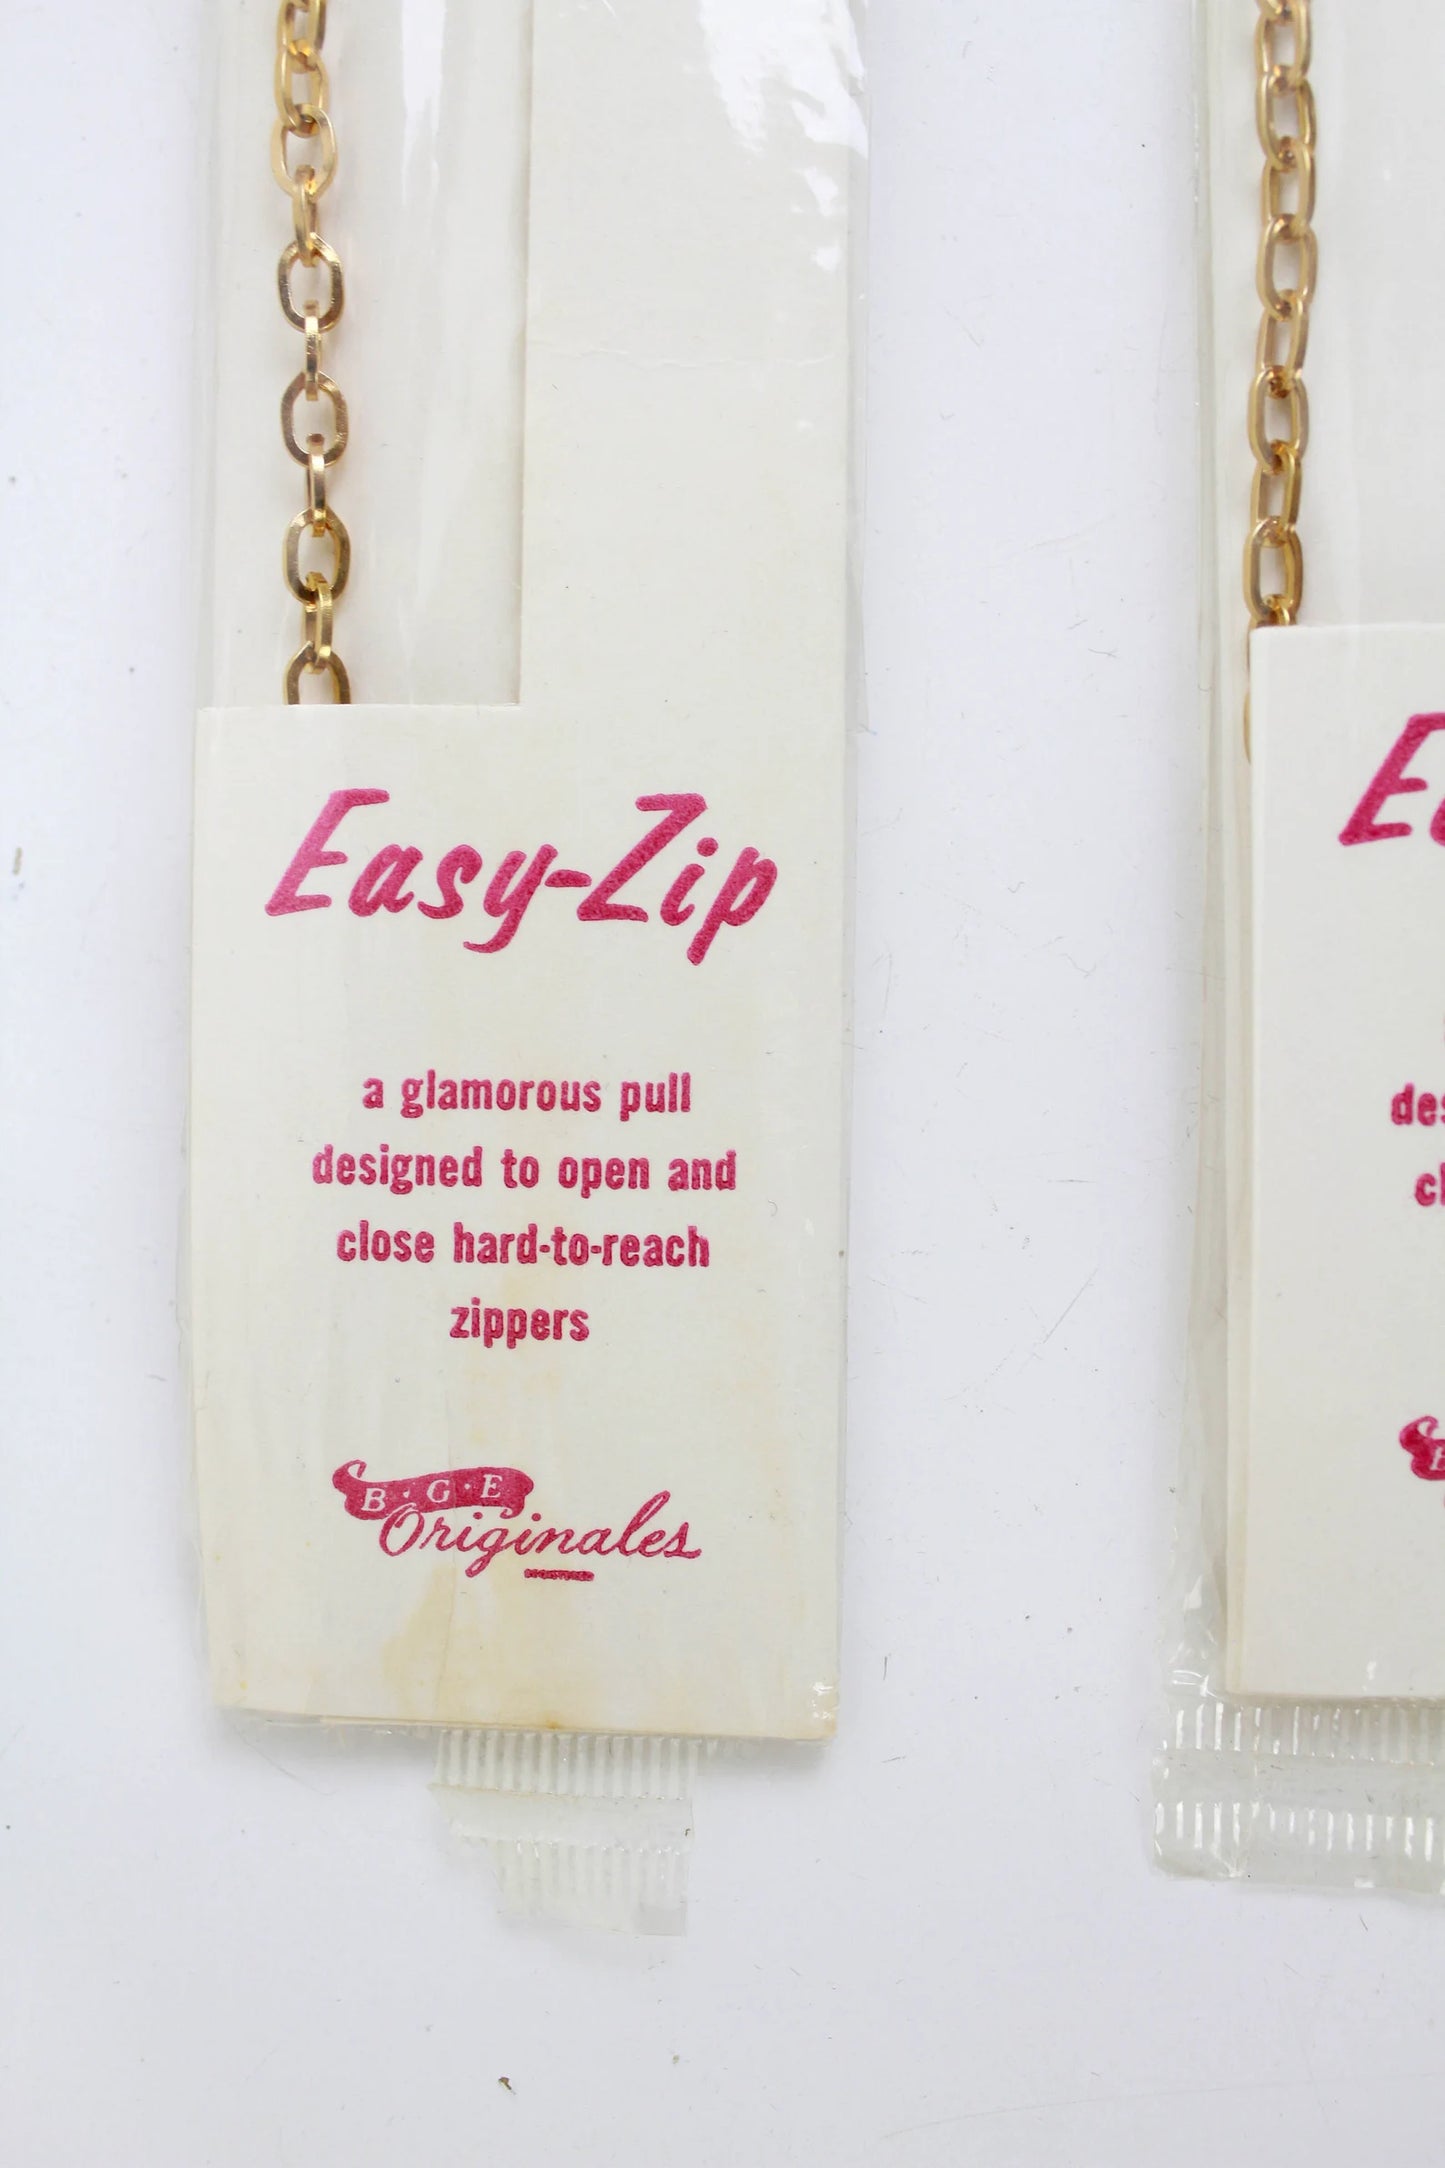 Easy-Zip
a glamorous pull
designed to open and
close hard-to-reach
zippers
B·G·E
Originales